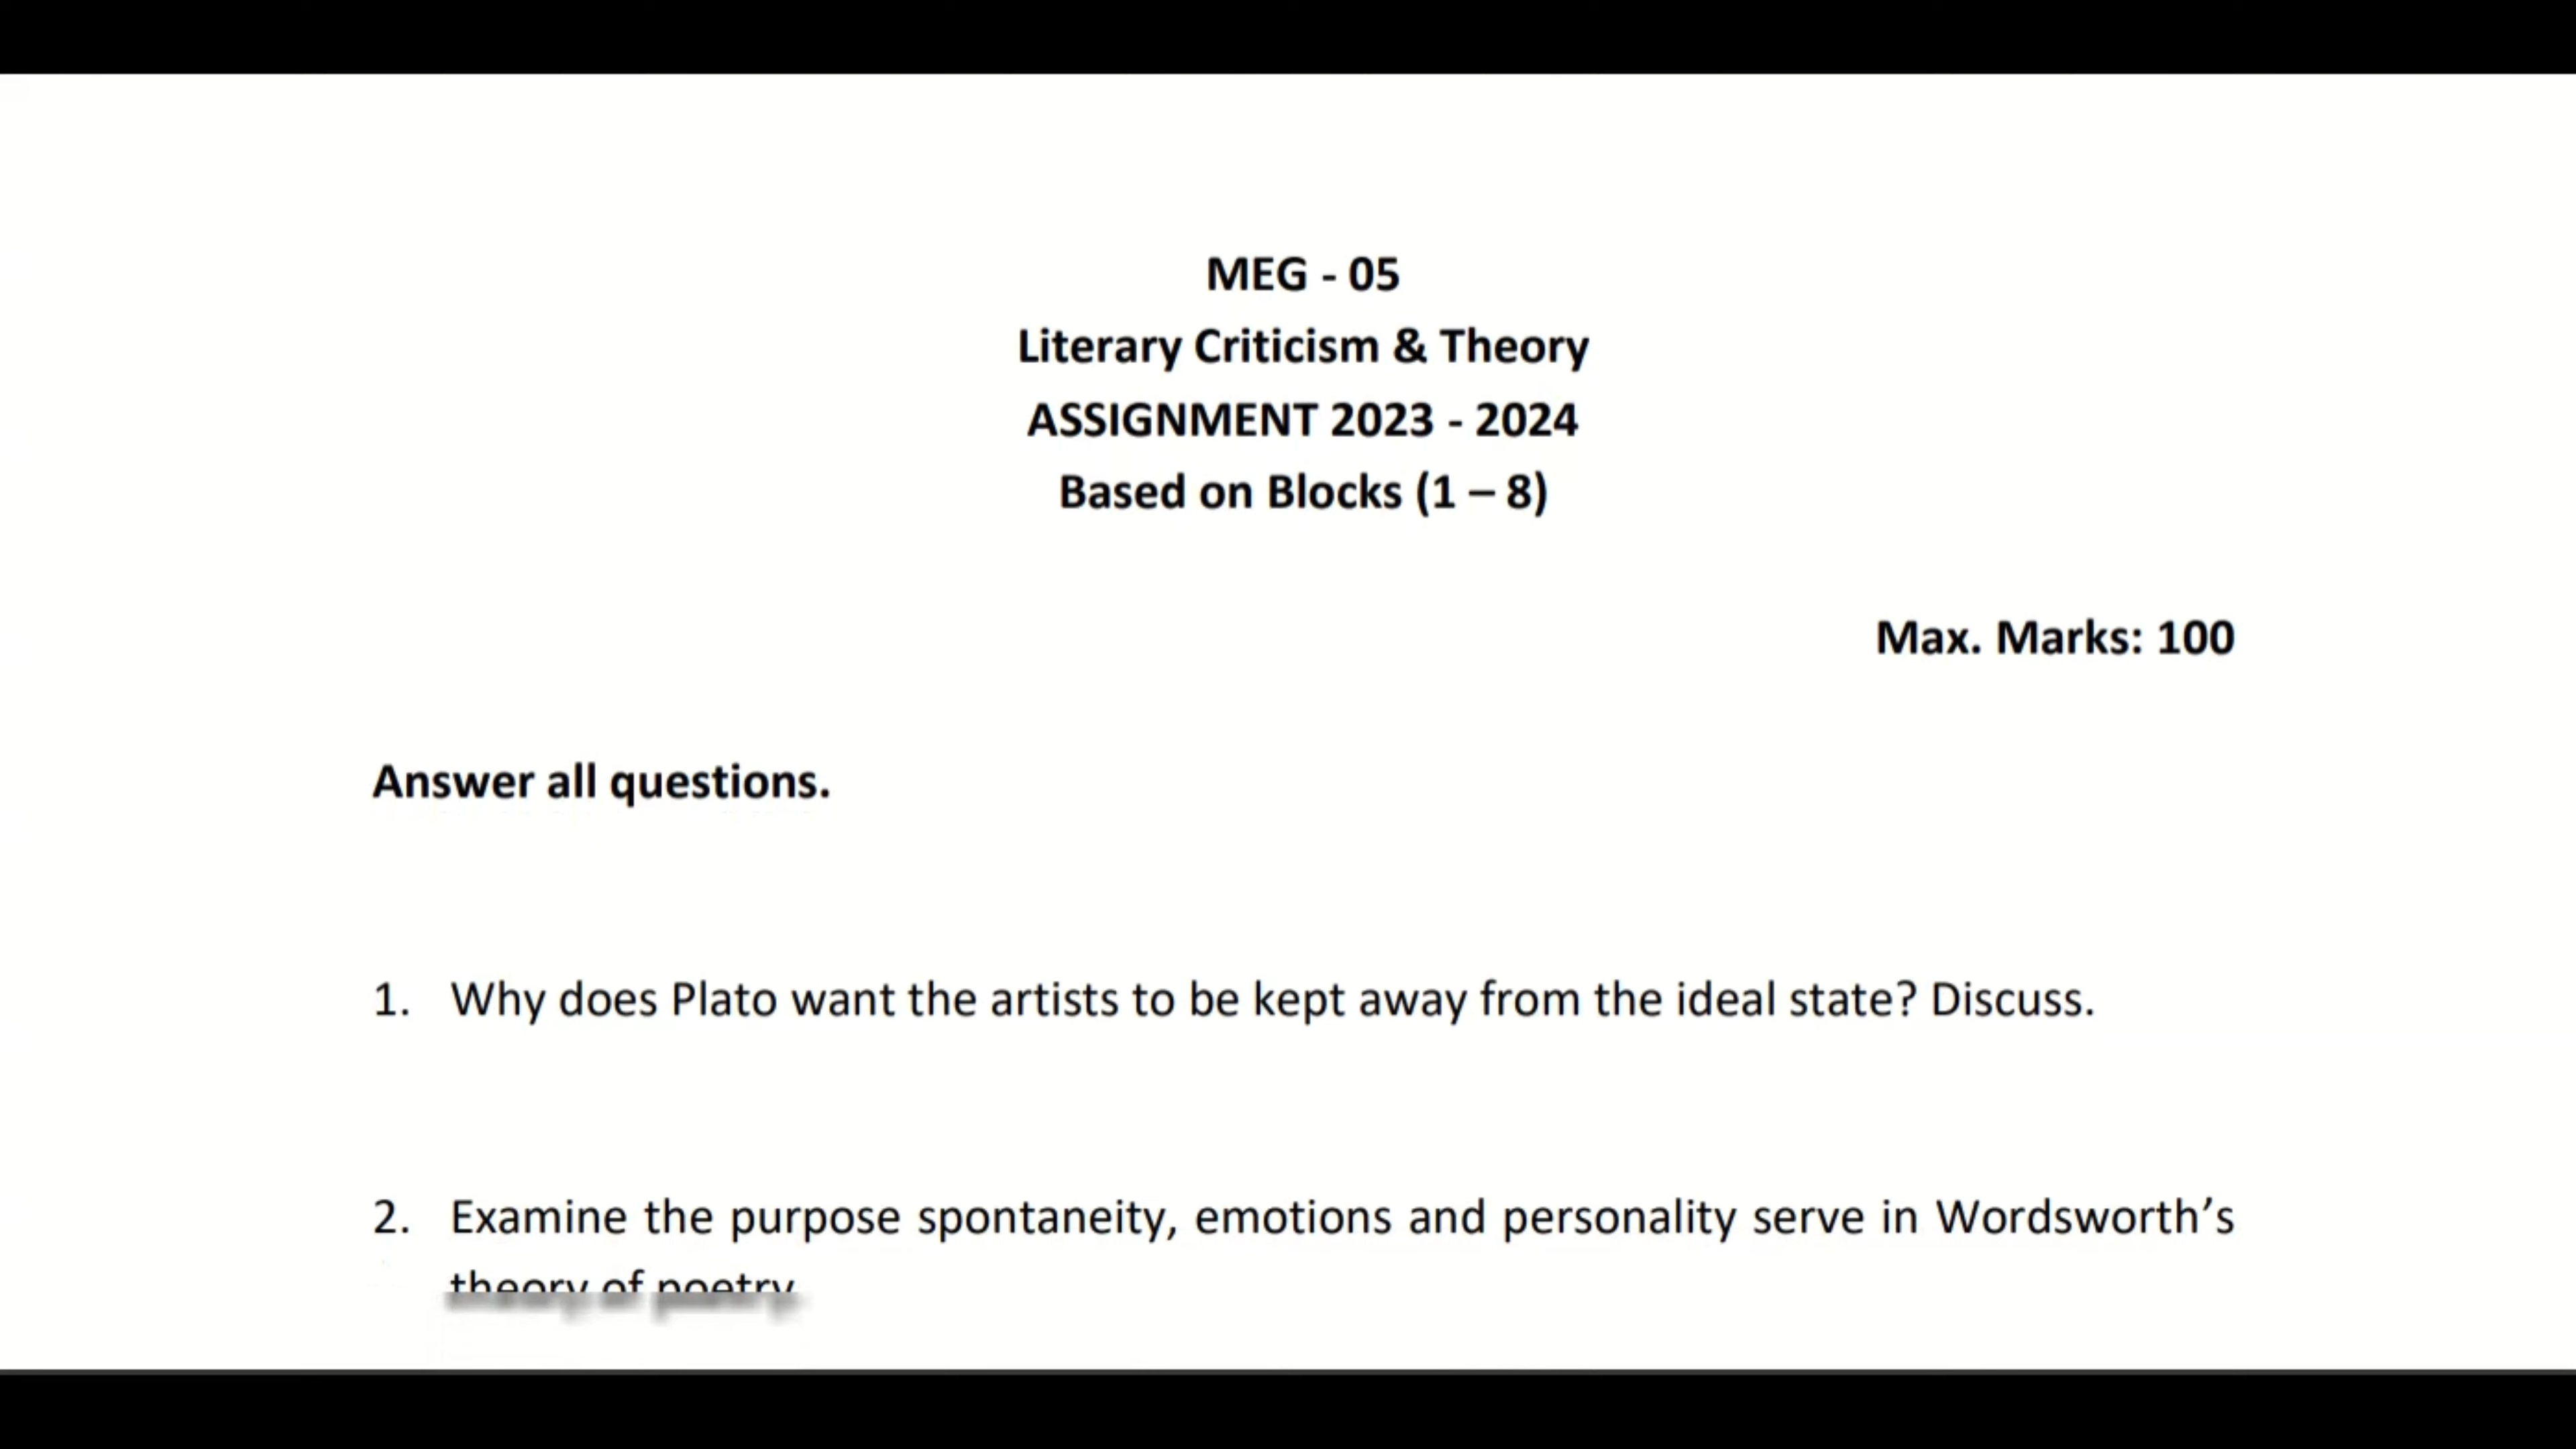 MEG - 05
Literary Criticism & Theory
ASSIGNMENT 2023 - 2024
Based on Blocks (1 – 8)
Max. Marks: 100
Answer all questions.
1. Why does Plato want the artists to be kept away from the ideal state? Discuss.
2. Examine the purpose spontaneity, emotions and personality serve in Wordsworth’s
theory of poetry.